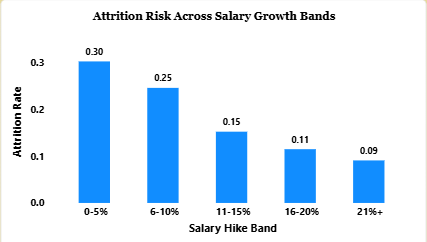 Attrition Risk Across Salary Growth Bands
Attrition Rate
0.3
0.2
0.1
0.0
0.30
0.25
0.15
0.11
0.09
0-5% 6-10% 11-15% 16-20% 21%+
Salary Hike Band